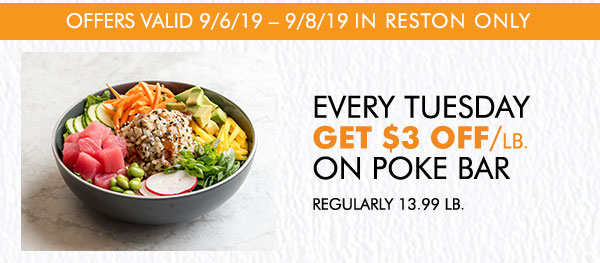 OFFERS VALID 9/6/19 – 9/8/19 IN RESTON ONLY
EVERY TUESDAY
GET $3 OFF/LB.
ON POKE BAR
REGULARLY 13.99 LB.